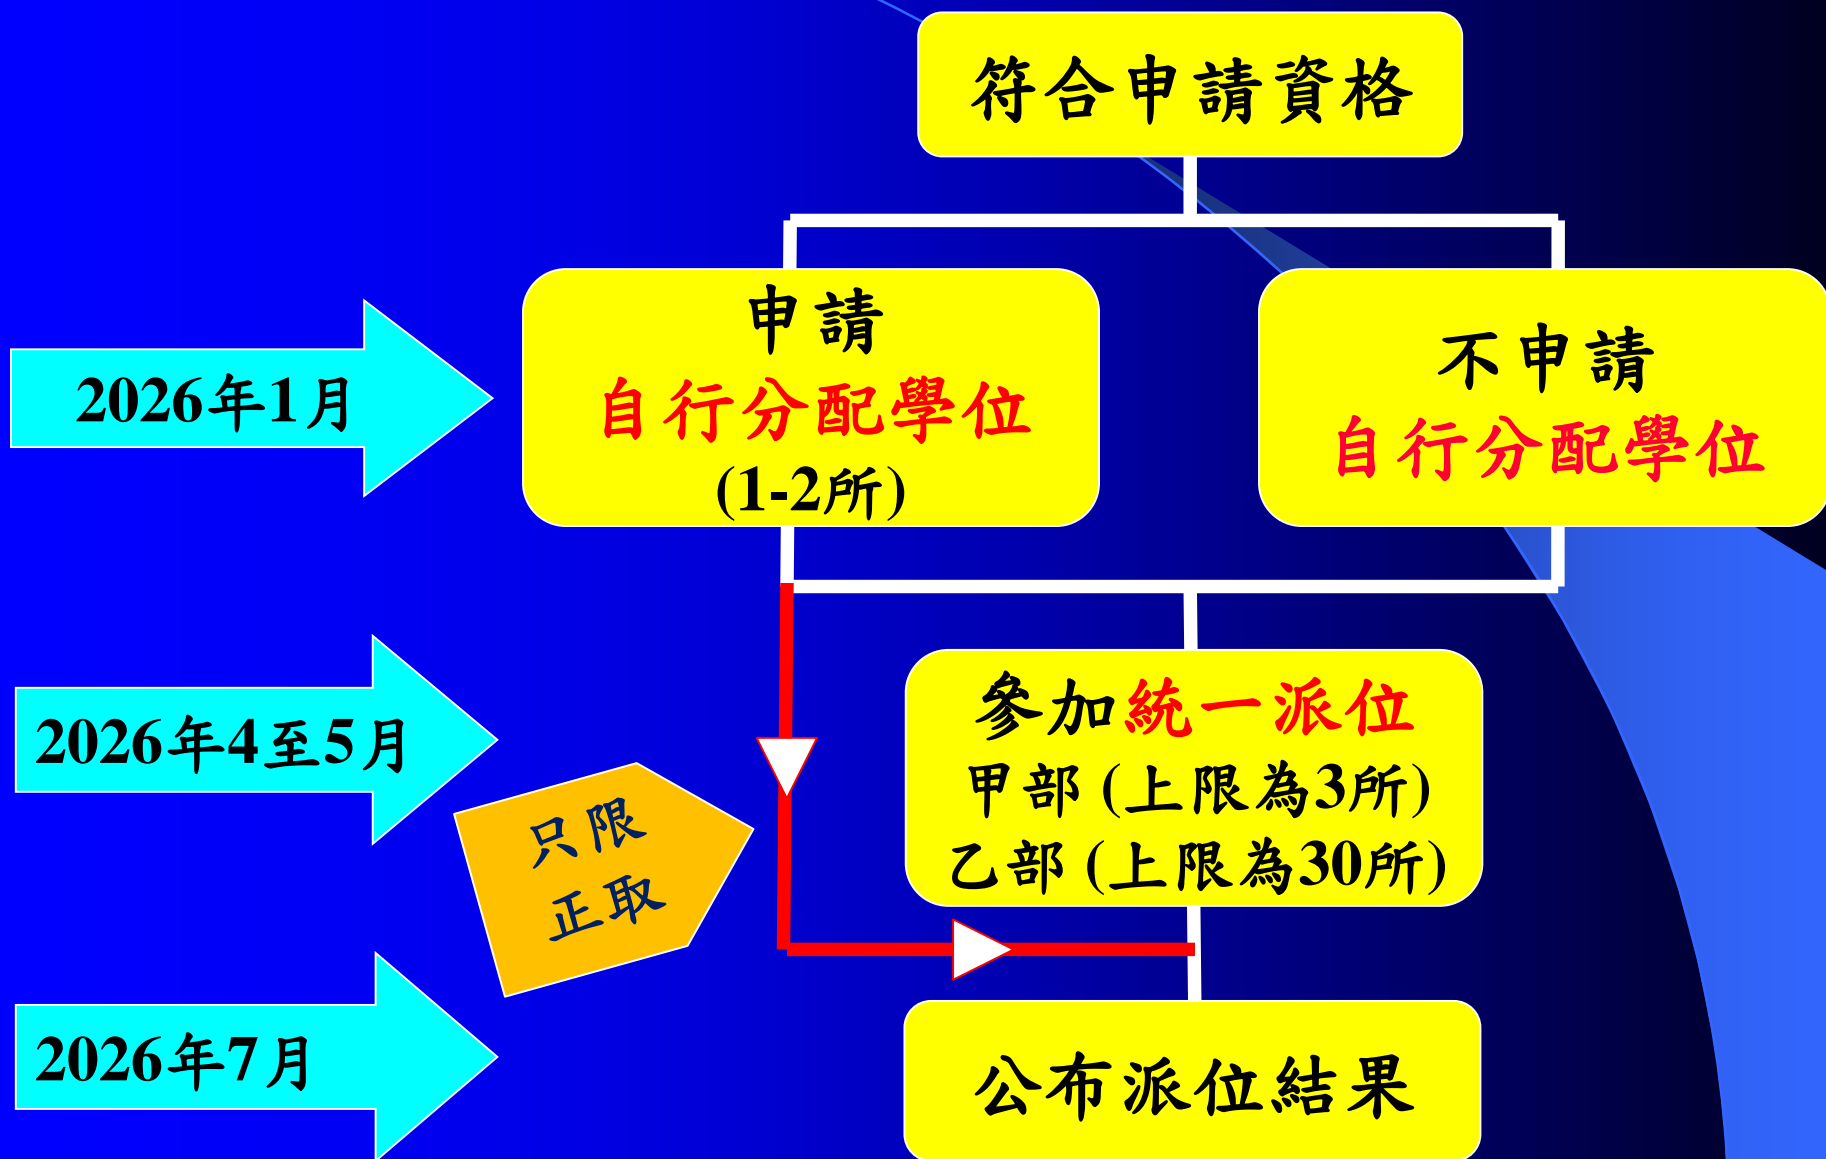 符合申請資格
2026年1月
申請
自行分配學位
(1-2所)
不申請
自行分配學位
2026年4至5月
參加統一派位
甲部 (上限為3所)
乙部 (上限為30所)
只限
正取
2026年7月
公布派位結果